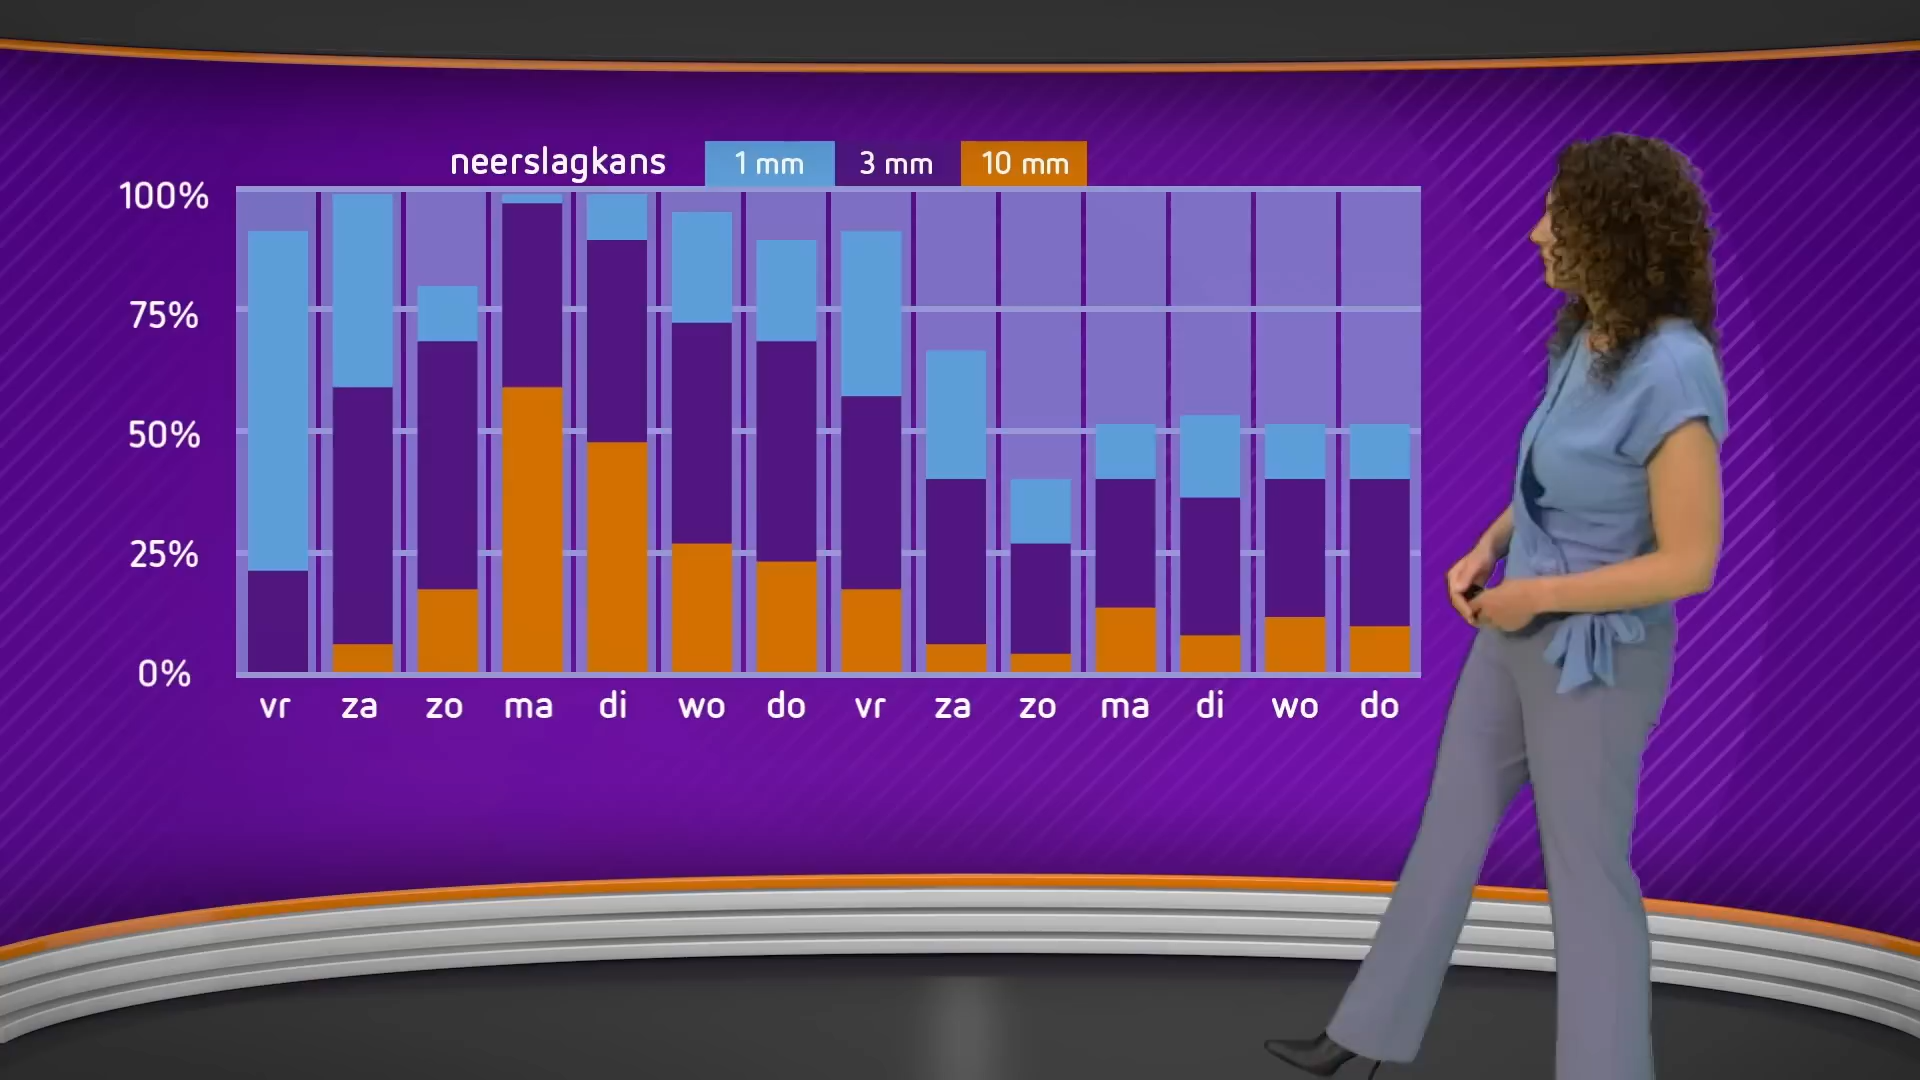 neerslagkans 1 mm 3 mm 10 mm
100%
75%
50%
25%
0%
vr za zo ma di wo do vr za zo ma di wo do